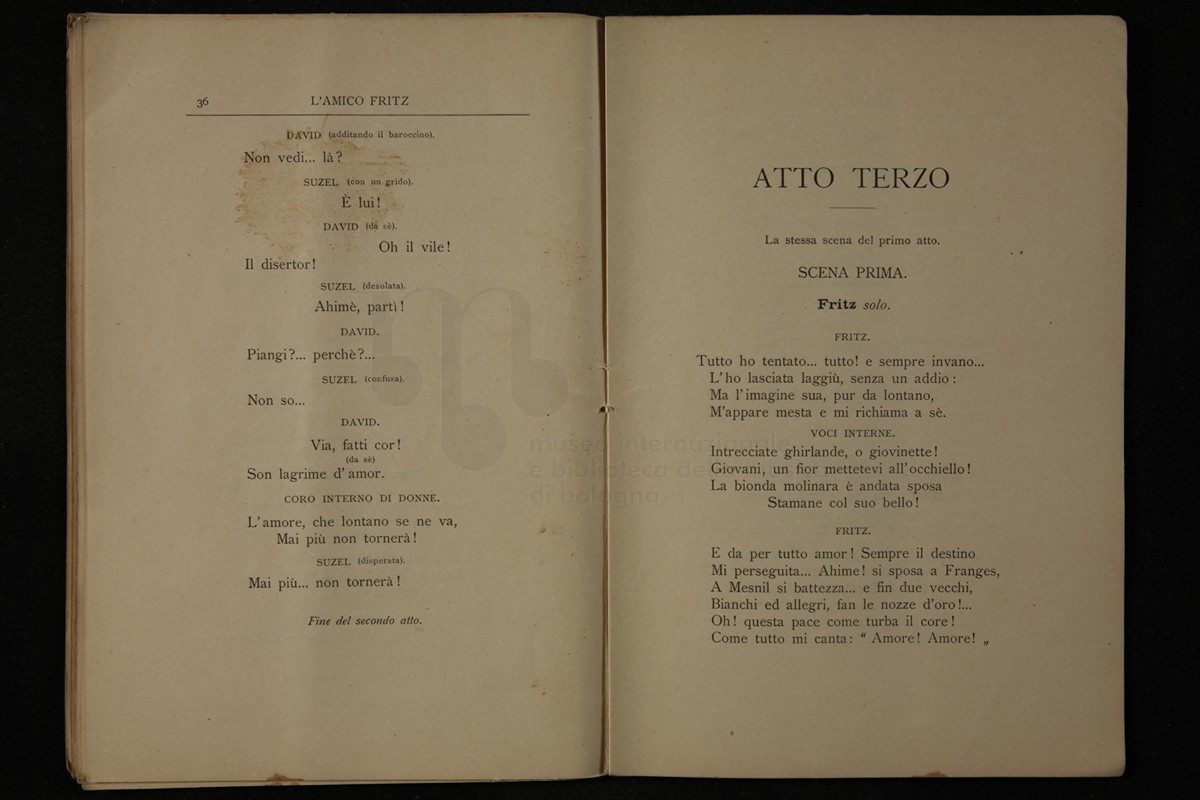 36
L'AMICO FRITZ
DAVID (additando il baroccino).
Non vedi... là?
SUZEL (con un grido).
È lui!
DAVID (da sè).
Oh il vile!
Il disertor!
SUZEL (desolata).
Ahimè, partì!
DAVID.
Piangi?... perchè?...
SUZEL (confusa).
Non so...
DAVID.
Via, fatti cor!
(da sè)
Son lagrime d'amor.
CORO INTERNO DI DONNE.
L'amore, che lontano se ne va,
Mai più non tornerà!
SUZEL (disperata).
Mai più... non tornerà!
Fine del secondo atto.
ATTO TERZO
La stessa scena del primo atto.
SCENA PRIMA.
Fritz solo.
FRITZ.
Tutto ho tentato... tutto! e sempre invano...
L'ho lasciata laggiù, senza un addio:
Ma l'imagine sua, pur da lontano,
M'appare mesta e mi richiama a sè.
VOCI INTERNE.
Intrecciate ghirlande, o giovinette!
Giovani, un fior mettetevi all'occhiello!
La bionda molinara è andata sposa
Stamane col suo bello!
FRITZ.
E da per tutto amor! Sempre il destino
Mi perseguita... Ahime! si sposa a Franges,
A Mesnil si battezza... e fin due vecchi,
Bianchi ed allegri, fan le nozze d'oro!...
Oh! questa pace come turba il core!
Come tutto mi canta: “ Amore! Amore! „
museo internazionale
e biblioteca de
di bologna